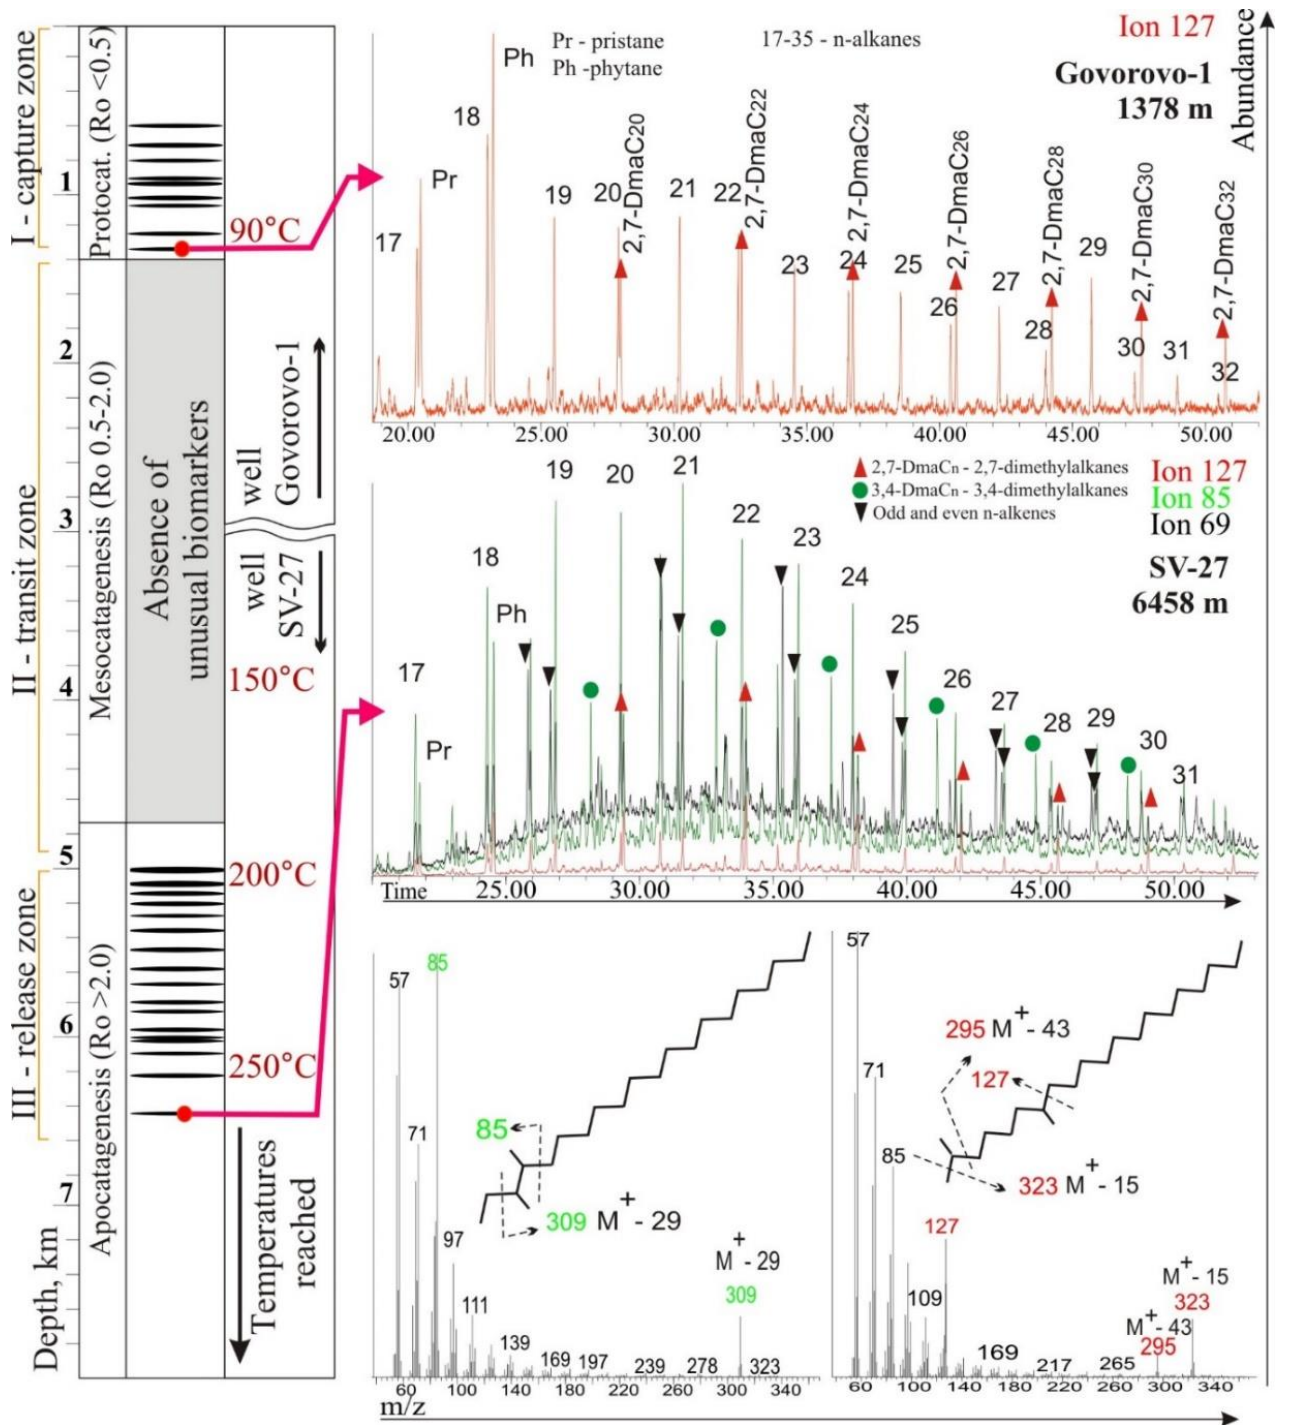 I - capture zone
II - transit zone
III - release zone
Depth, km
1
2
3
4
5
6
7
Protocat. (Ro <0.5)
Mesocatagenesis (Ro 0.5-2.0)
Apocatagenesis (Ro >2.0)
Absence of
unusual biomarkers
90°C
well
Govorovo-1
well
SV-27
150°C
200°C
250°C
Temperatures
reached
Abundance
Ion 127
Govorovo-1
1378 m
Pr - pristane
Ph -phytane
17-35 - n-alkanes
17
Pr
18
Ph
19
20
2,7-DmaC20
21
22
2,7-DmaC22
23
24
2,7-DmaC24
25
26
2,7-DmaC26
27
28
2,7-DmaC28
29
30
2,7-DmaC30
31
32
2,7-DmaC32
20.00 25.00 30.00 35.00 40.00 45.00 50.00
2,7-DmaCn - 2,7-dimethylalkanes
3,4-DmaCn - 3,4-dimethylalkanes
Odd and even n-alkenes
Ion 127
Ion 85
Ion 69
SV-27
6458 m
17
Pr
18
Ph
19
20
21
22
23
24
25
26
27
28
29
30
31
Time 25.00 30.00 35.00 40.00 45.00 50.00
57
85
71
97
111
139
169
197
239
278
309
323
M+- 29
85
309 M+- 29
60 100 140 180 220 260 300 340
m/z
57
71
85
127
109
169
217
265
M+- 43
295
M+- 15
323
295 M+- 43
127
323 M+- 15
60 100 140 180 220 260 300 340